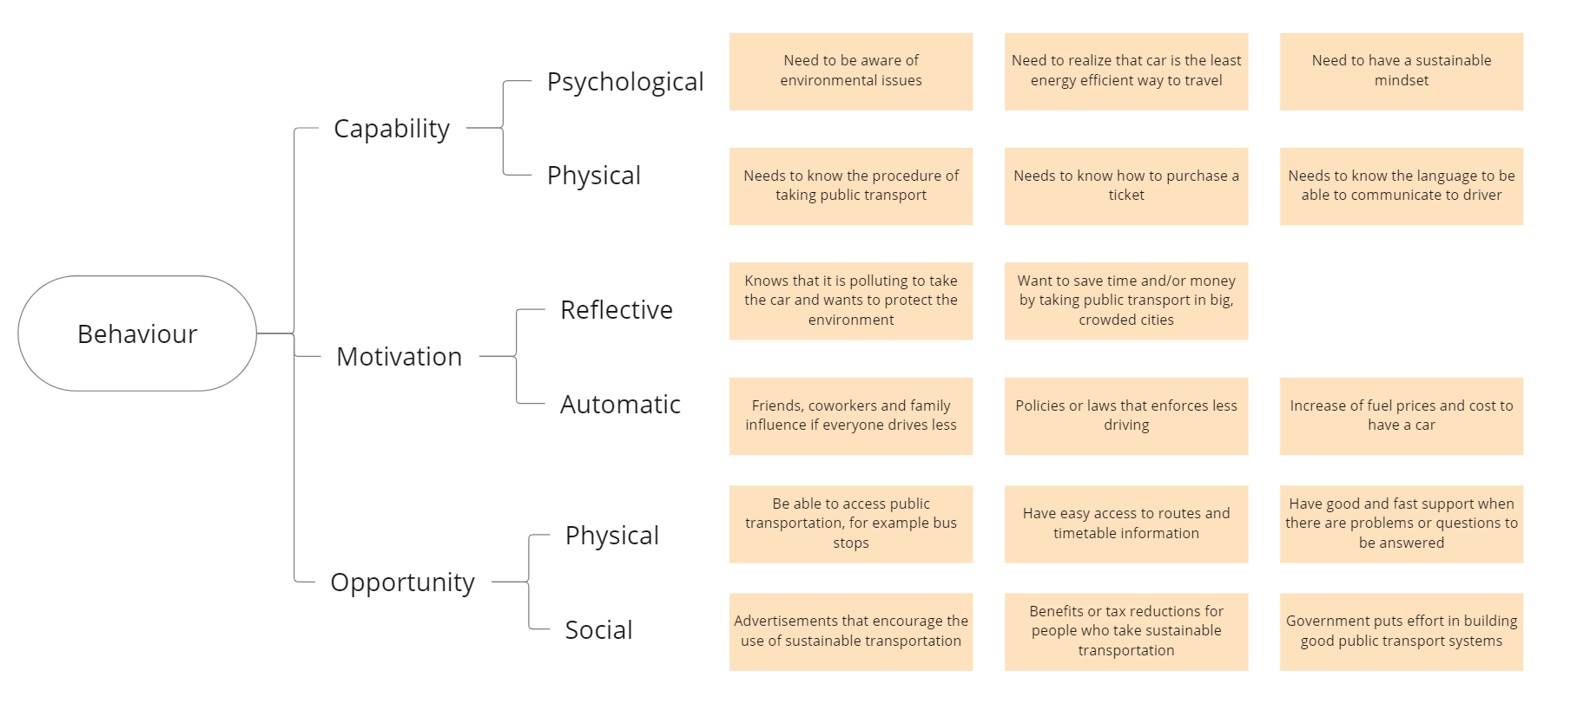 Behaviour
Capability
Psychological
Need to be aware of
environmental issues
Need to realize that car is the least
energy efficient way to travel
Need to have a sustainable
mindset
Physical
Needs to know the procedure of
taking public transport
Needs to know how to purchase a
ticket
Needs to know the language to be
able to communicate to driver
Motivation
Reflective
Knows that it is polluting to take
the car and wants to protect the
environment
Want to save time and/or money
by taking public transport in big,
crowded cities
Automatic
Friends, coworkers and family
influence if everyone drives less
Policies or laws that enforces less
driving
Increase of fuel prices and cost to
have a car
Opportunity
Physical
Be able to access public
transportation, for example bus
stops
Have easy access to routes and
timetable information
Have good and fast support when
there are problems or questions to
be answered
Social
Advertisements that encourage the
use of sustainable transportation
Benefits or tax reductions for
people who take sustainable
transportation
Government puts effort in building
good public transport systems